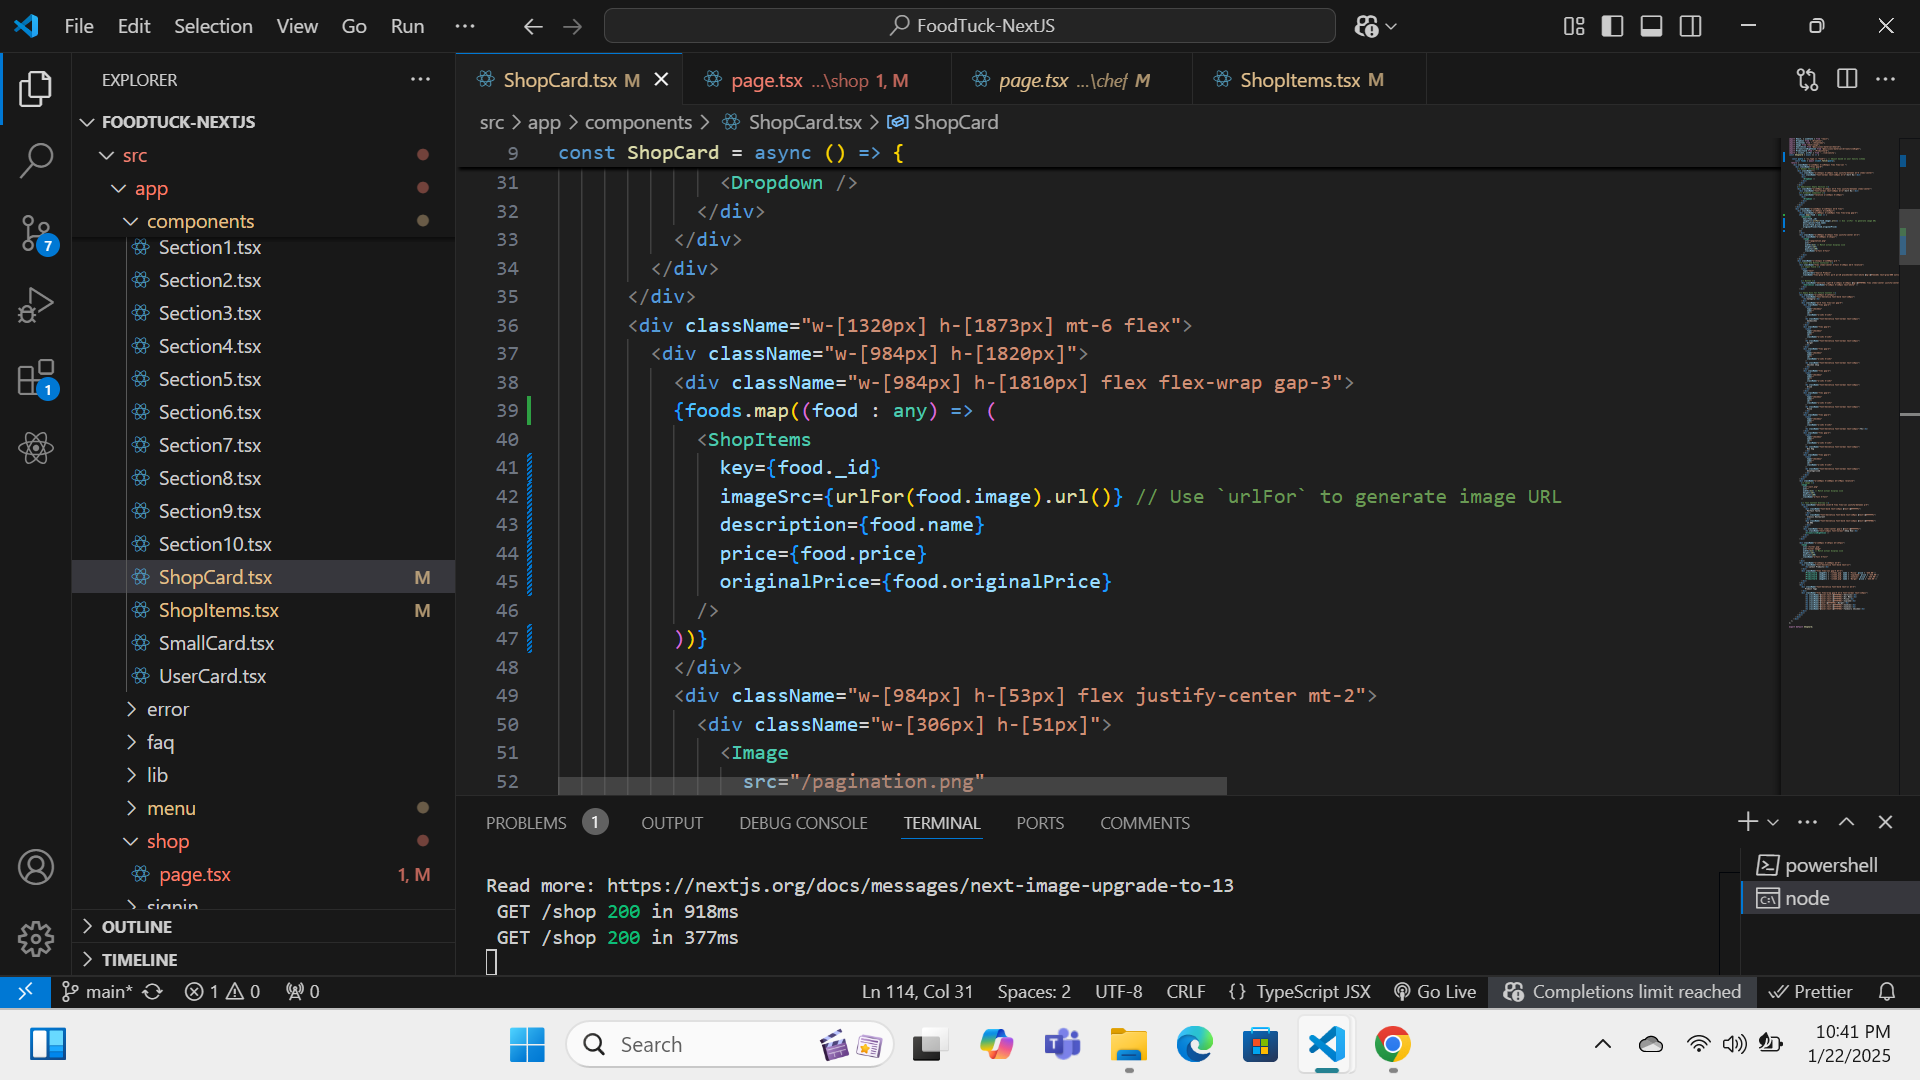 File Edit Selection View Go Run ···
FoodTuck-NextJS
EXPLORER
FOODTUCK-NEXTJS
src
app
components
Section1.tsx
Section2.tsx
Section3.tsx
Section4.tsx
Section5.tsx
Section6.tsx
Section7.tsx
Section8.tsx
Section9.tsx
Section10.tsx
ShopCard.tsx M
ShopItems.tsx M
SmallCard.tsx
UserCard.tsx
error
faq
lib
menu
shop
page.tsx 1, M
signin
OUTLINE
TIMELINE
7
1
ShopCard.tsx M
page.tsx ...\shop 1, M
page.tsx ...\chef M
ShopItems.tsx M
src > app > components > ShopCard.tsx > ShopCard
9 const ShopCard = async () => {
31 <Dropdown />
32 </div>
33 </div>
34 </div>
35 </div>
36 <div className="w-[1320px] h-[1873px] mt-6 flex">
37 <div className="w-[984px] h-[1820px]">
38 <div className="w-[984px] h-[1810px] flex flex-wrap gap-3">
39 {foods.map((food : any) => (
40 <ShopItems
41 key={food._id}
42 imageSrc={urlFor(food.image).url()} // Use `urlFor` to generate image URL
43 description={food.name}
44 price={food.price}
45 originalPrice={food.originalPrice}
46 />
47 ))}
48 </div>
49 <div className="w-[984px] h-[53px] flex justify-center mt-2">
50 <div className="w-[306px] h-[51px]">
51 <Image
52 src="/pagination.png"
PROBLEMS 1 OUTPUT DEBUG CONSOLE TERMINAL PORTS COMMENTS
Read more: https://nextjs.org/docs/messages/next-image-upgrade-to-13
GET /shop 200 in 918ms
GET /shop 200 in 377ms
powershell
node
main* 1 0 0
Ln 114, Col 31 Spaces: 2 UTF-8 CRLF {} TypeScript JSX Go Live Completions limit reached Prettier
Search
10:41 PM
1/22/2025